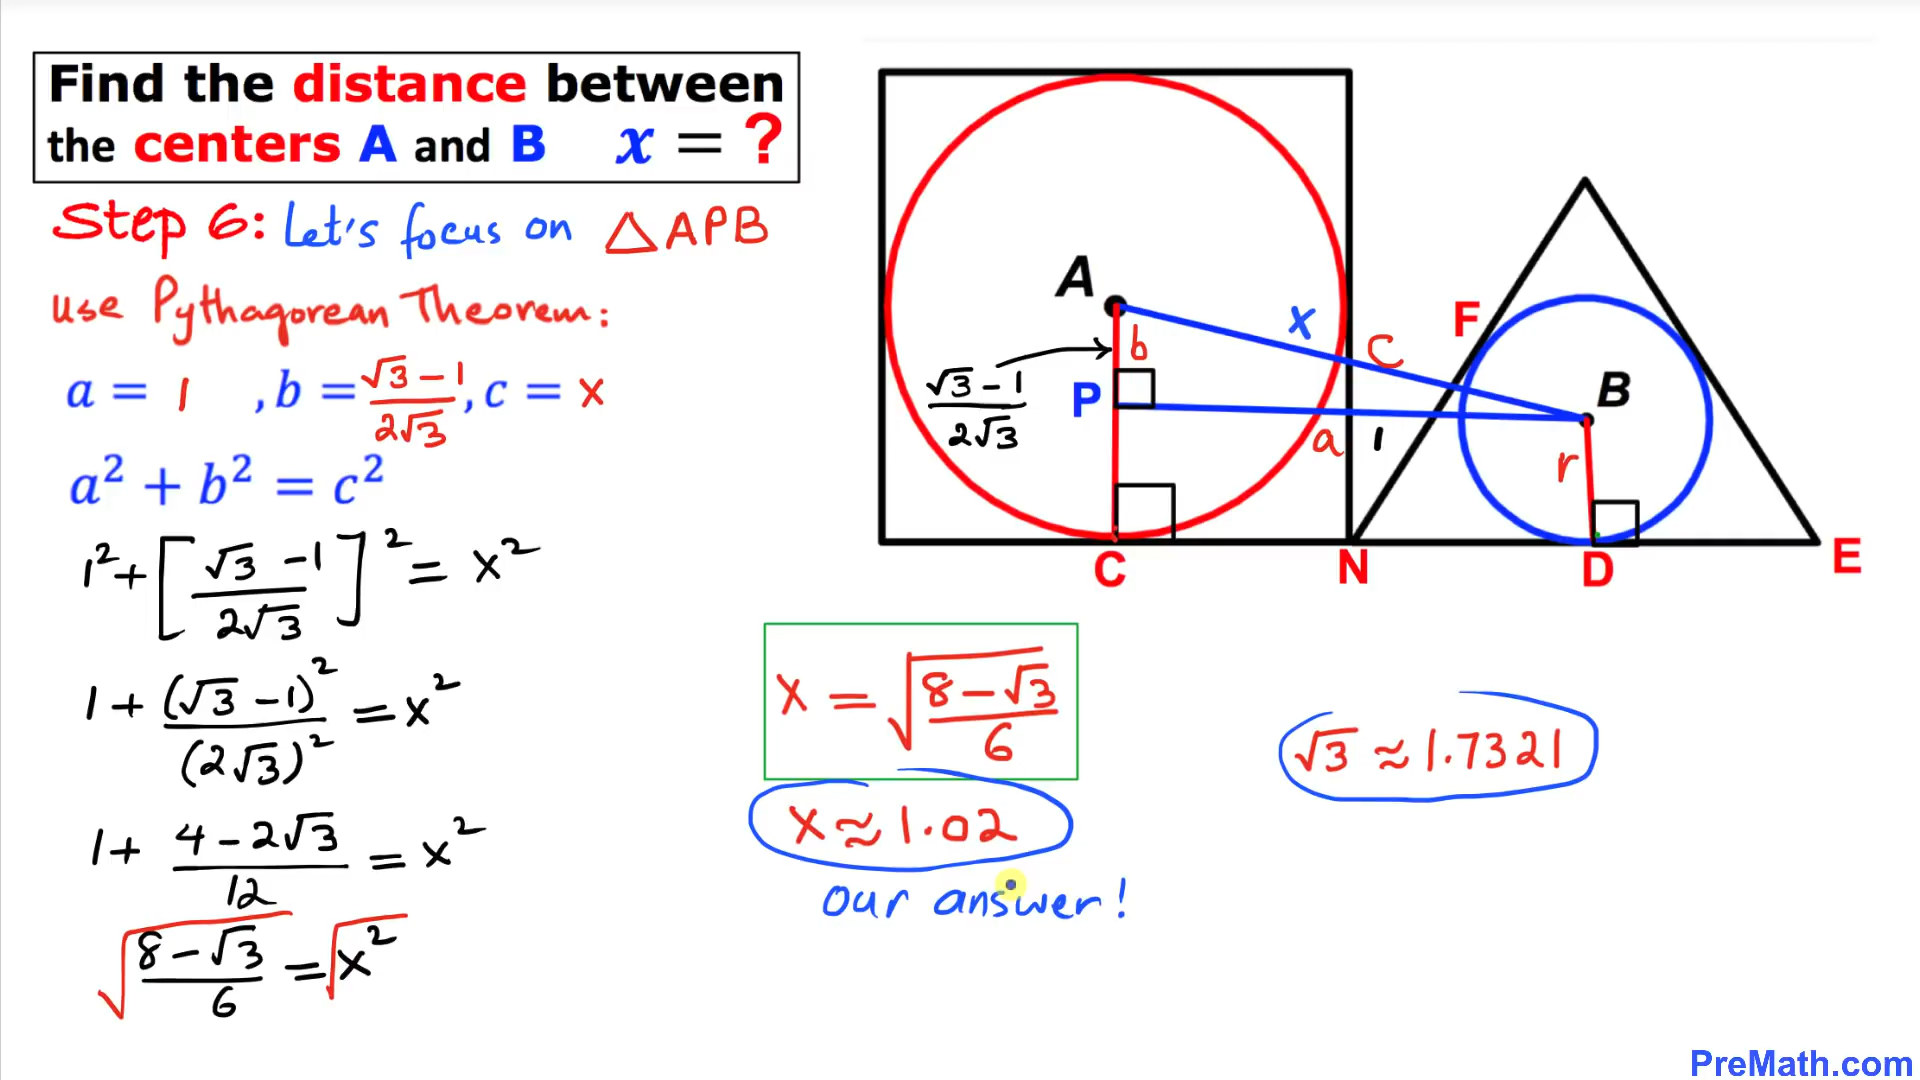 Find the distance between
the centers A and B x = ?
Step 6: Let's focus on △APB
use Pythagorean Theorem:
a = 1 , b = (√3 − 1)/(2√3) , c = x
a² + b² = c²
1² + [(√3 − 1)/(2√3)]² = x²
1 + (√3 − 1)²/(2√3)² = x²
1 + (4 − 2√3)/12 = x²
√((8 − √3)/6) = √x²
A
x
c
F
b
(√3 − 1)/(2√3)
P
B
a
1
r
C
N
D
E
x = √((8 − √3)/6)
x ≈ 1.02
our answer!
√3 ≈ 1.7321
PreMath.com